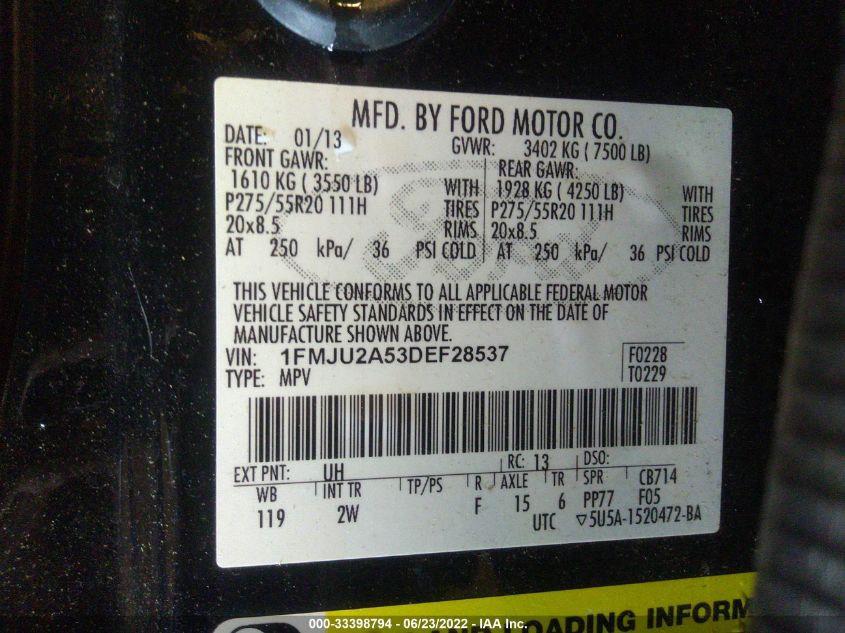 MFD. BY FORD MOTOR CO.
DATE: 01/13 GVWR: 3402 KG ( 7500 LB)
FRONT GAWR: REAR GAWR:
1610 KG ( 3550 LB) WITH 1928 KG ( 4250 LB) WITH
P275/55R20 111H TIRES P275/55R20 111H TIRES
20x8.5 RIMS 20x8.5 RIMS
AT 250 kPa/ 36 PSI COLD AT 250 kPa/ 36 PSI COLD
THIS VEHICLE CONFORMS TO ALL APPLICABLE FEDERAL MOTOR
VEHICLE SAFETY STANDARDS IN EFFECT ON THE DATE OF
MANUFACTURE SHOWN ABOVE.
VIN: 1FMJU2A53DEF28537 F0228
TYPE: MPV T0229
EXT PNT: UH RC: 13 DSO:
WB INT TR TP/PS R AXLE TR SPR CB714
119 2W F 15 6 PP77 F05
UTC ▽5U5A-1520472-BA
AND LOADING INFORM
000-33398794 - 06/23/2022 - IAA Inc.